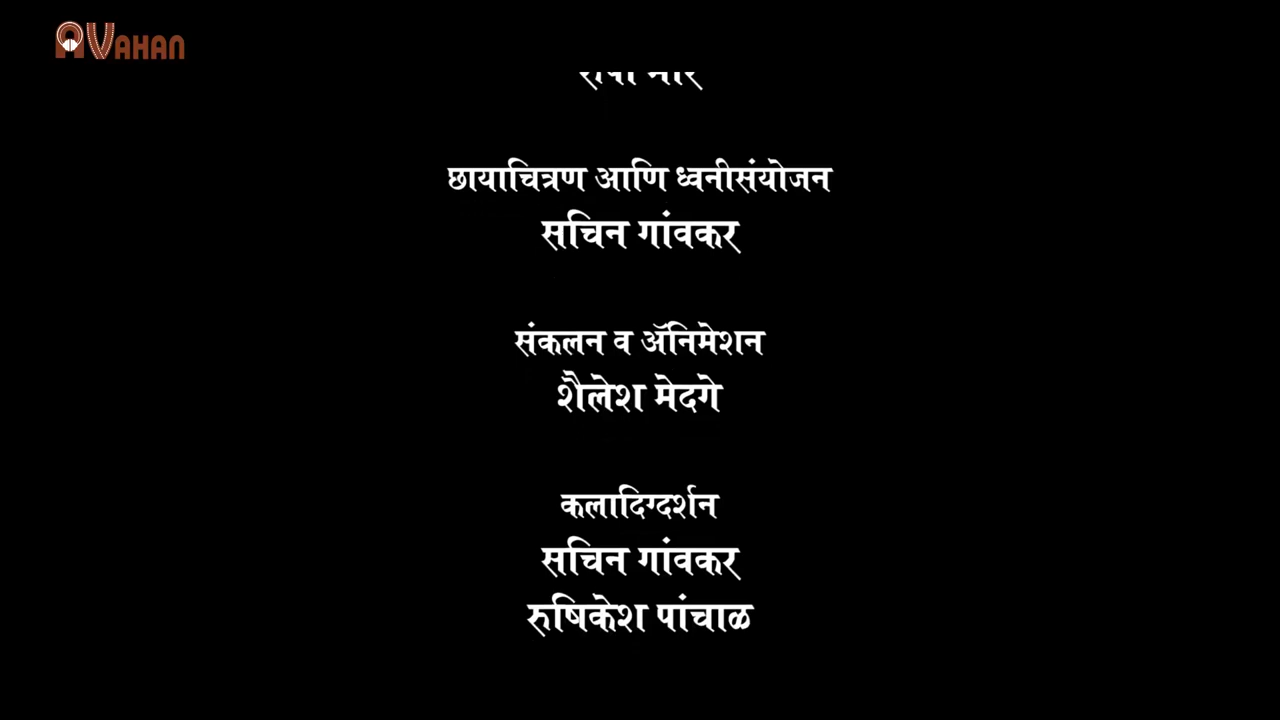 AVAHAN
छायाचित्रण आणि ध्वनीसंयोजन
सचिन गांवकर
संकलन व ॲनिमेशन
शैलेश मेदगे
कलादिग्दर्शन
सचिन गांवकर
रुषिकेश पांचाळ